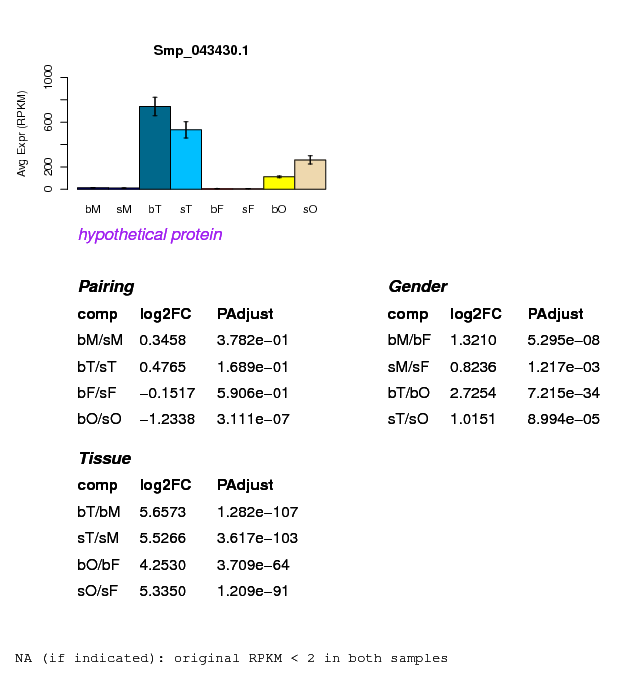 Smp_043430.1
Avg Expr (RPKM)
1000
600
200
0
bM sM bT sT bF sF bO sO
hypothetical protein
Pairing
comp log2FC PAdjust
bM/sM 0.3458 3.782e−01
bT/sT 0.4765 1.689e−01
bF/sF −0.1517 5.906e−01
bO/sO −1.2338 3.111e−07
Gender
comp log2FC PAdjust
bM/bF 1.3210 5.295e−08
sM/sF 0.8236 1.217e−03
bT/bO 2.7254 7.215e−34
sT/sO 1.0151 8.994e−05
Tissue
comp log2FC PAdjust
bT/bM 5.6573 1.282e−107
sT/sM 5.5266 3.617e−103
bO/bF 4.2530 3.709e−64
sO/sF 5.3350 1.209e−91
NA (if indicated): original RPKM < 2 in both samples